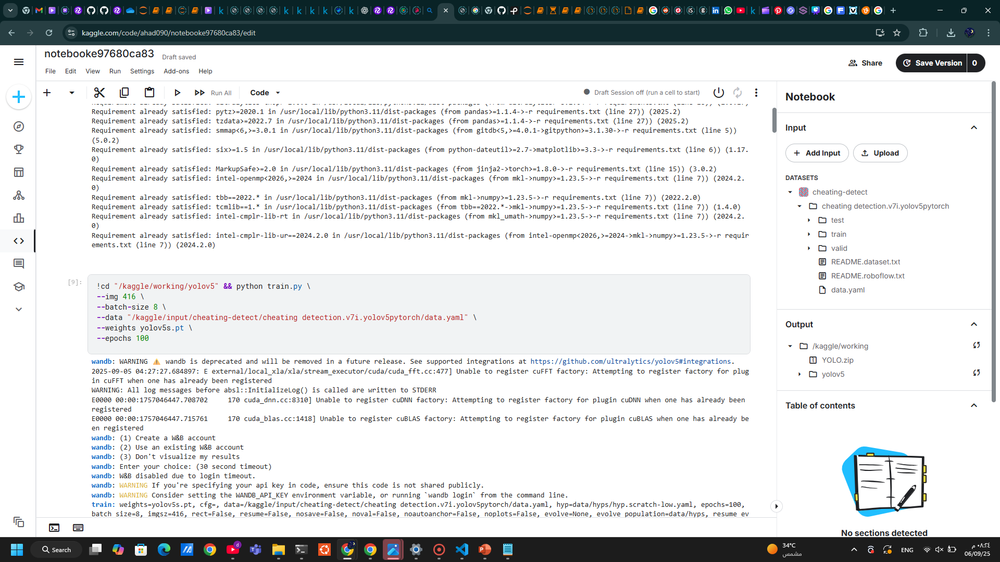 kaggle.com/code/ahad090/notebooke97680ca83/edit
notebooke97680ca83
Draft saved
File Edit View Run Settings Add-ons Help
Share
Save Version 0
Run All
Code
Draft Session off (run a cell to start)
Requirement already satisfied: pytz>=2020.1 in /usr/local/lib/python3.11/dist-packages (from pandas>=1.1.4->-r requirements.txt (line 27)) (2025.2)
Requirement already satisfied: tzdata>=2022.7 in /usr/local/lib/python3.11/dist-packages (from pandas>=1.1.4->-r requirements.txt (line 27)) (2025.2)
Requirement already satisfied: smmap<6,>=3.0.1 in /usr/local/lib/python3.11/dist-packages (from gitdb<5,>=4.0.1->gitpython>=3.1.30->-r requirements.txt (line 5))
(5.0.2)
Requirement already satisfied: six>=1.5 in /usr/local/lib/python3.11/dist-packages (from python-dateutil>=2.7->matplotlib>=3.3->-r requirements.txt (line 6)) (1.17.
0)
Requirement already satisfied: MarkupSafe>=2.0 in /usr/local/lib/python3.11/dist-packages (from jinja2->torch>=1.8.0->-r requirements.txt (line 15)) (3.0.2)
Requirement already satisfied: intel-openmp<2026,>=2024 in /usr/local/lib/python3.11/dist-packages (from mkl->numpy>=1.23.5->-r requirements.txt (line 7)) (2024.2.
0)
Requirement already satisfied: tbb==2022.* in /usr/local/lib/python3.11/dist-packages (from mkl->numpy>=1.23.5->-r requirements.txt (line 7)) (2022.2.0)
Requirement already satisfied: tcmlib==1.* in /usr/local/lib/python3.11/dist-packages (from tbb==2022.*->mkl->numpy>=1.23.5->-r requirements.txt (line 7)) (1.4.0)
Requirement already satisfied: intel-cmplr-lib-rt in /usr/local/lib/python3.11/dist-packages (from mkl_umath->numpy>=1.23.5->-r requirements.txt (line 7)) (2024.2.
0)
Requirement already satisfied: intel-cmplr-lib-ur==2024.2.0 in /usr/local/lib/python3.11/dist-packages (from intel-openmp<2026,>=2024->mkl->numpy>=1.23.5->-r requir
ements.txt (line 7)) (2024.2.0)
[9]:
!cd "/kaggle/working/yolov5" && python train.py \
--img 416 \
--batch-size 8 \
--data "/kaggle/input/cheating-detect/cheating detection.v7i.yolov5pytorch/data.yaml" \
--weights yolov5s.pt \
--epochs 100
wandb: WARNING ⚠️ wandb is deprecated and will be removed in a future release. See supported integrations at https://github.com/ultralytics/yolov5#integrations.
2025-09-05 04:27:27.684897: E external/local_xla/xla/stream_executor/cuda/cuda_fft.cc:477] Unable to register cuFFT factory: Attempting to register factory for plug
in cuFFT when one has already been registered
WARNING: All log messages before absl::InitializeLog() is called are written to STDERR
E0000 00:00:1757046447.708702     170 cuda_dnn.cc:8310] Unable to register cuDNN factory: Attempting to register factory for plugin cuDNN when one has already been
registered
E0000 00:00:1757046447.715761     170 cuda_blas.cc:1418] Unable to register cuBLAS factory: Attempting to register factory for plugin cuBLAS when one has already be
en registered
wandb: (1) Create a W&B account
wandb: (2) Use an existing W&B account
wandb: (3) Don't visualize my results
wandb: Enter your choice: (30 second timeout)
wandb: W&B disabled due to login timeout.
wandb: WARNING If you're specifying your api key in code, ensure this code is not shared publicly.
wandb: WARNING Consider setting the WANDB_API_KEY environment variable, or running `wandb login` from the command line.
train: weights=yolov5s.pt, cfg=, data=/kaggle/input/cheating-detect/cheating detection.v7i.yolov5pytorch/data.yaml, hyp=data/hyps/hyp.scratch-low.yaml, epochs=100,
batch_size=8, imgsz=416, rect=False, resume=False, nosave=False, noval=False, noautoanchor=False, noplots=False, evolve=None, evolve_population=data/hyps, resume_ev
Notebook
Input
Add Input
Upload
DATASETS
cheating-detect
cheating detection.v7i.yolov5pytorch
test
train
valid
README.dataset.txt
README.roboflow.txt
data.yaml
Output
/kaggle/working
YOLO.zip
yolov5
Table of contents
No sections detected
Search
34°C
مشمس
ENG
٠٨:٢٤ م
06/09/25